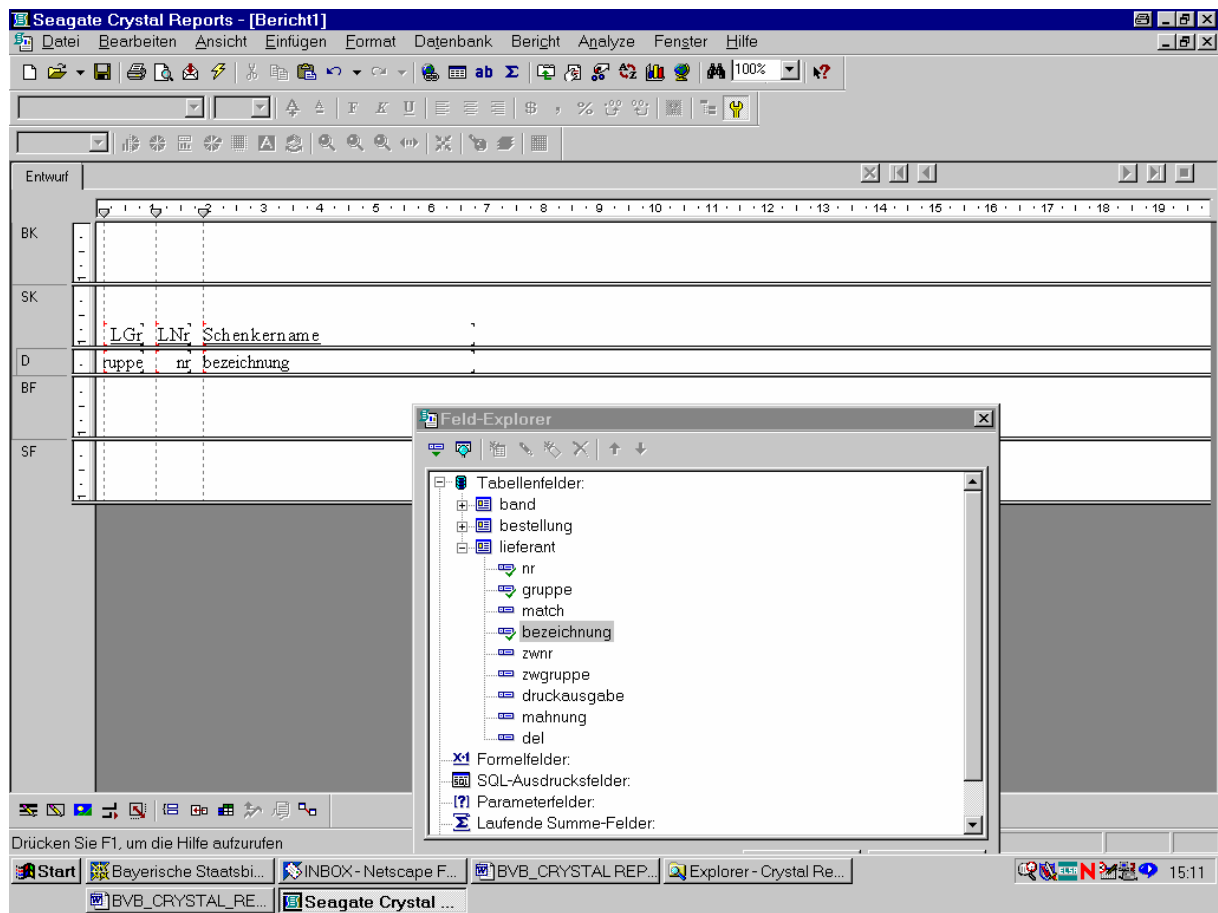 Seagate Crystal Reports - [Bericht1]
Datei Bearbeiten Ansicht Einfügen Format Datenbank Bericht Analyze Fenster Hilfe
ab Σ 100%
F K U $ , %
A
Entwurf
1 2 3 4 5 6 7 8 9 10 11 12 13 14 15 16 17 18 19
BK
SK
LGr LNr Schenkername
D ruppe nr bezeichnung
BF
SF
Feld-Explorer
Tabellenfelder:
band
bestellung
lieferant
nr
gruppe
match
bezeichnung
zwnr
zwgruppe
druckausgabe
mahnung
del
Formelfelder:
SQL-Ausdrucksfelder:
Parameterfelder:
Laufende Summe-Felder:
Drücken Sie F1, um die Hilfe aufzurufen
Start Bayerische Staatsbi... INBOX - Netscape F... BVB_CRYSTAL REP... Explorer - Crystal Re... 15:11
BVB_CRYSTAL_RE... Seagate Crystal ...